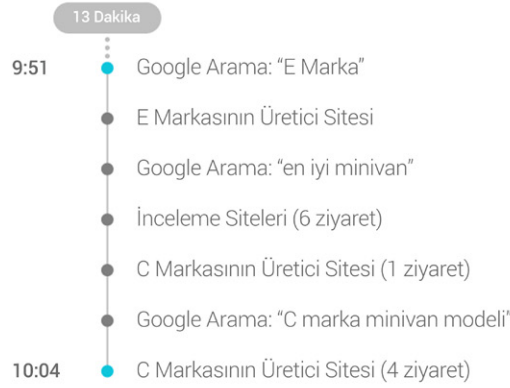 13 Dakika
9:51 Google Arama: “E Marka”
E Markasının Üretici Sitesi
Google Arama: “en iyi minivan”
İnceleme Siteleri (6 ziyaret)
C Markasının Üretici Sitesi (1 ziyaret)
Google Arama: “C marka minivan modeli”
10:04 C Markasının Üretici Sitesi (4 ziyaret)